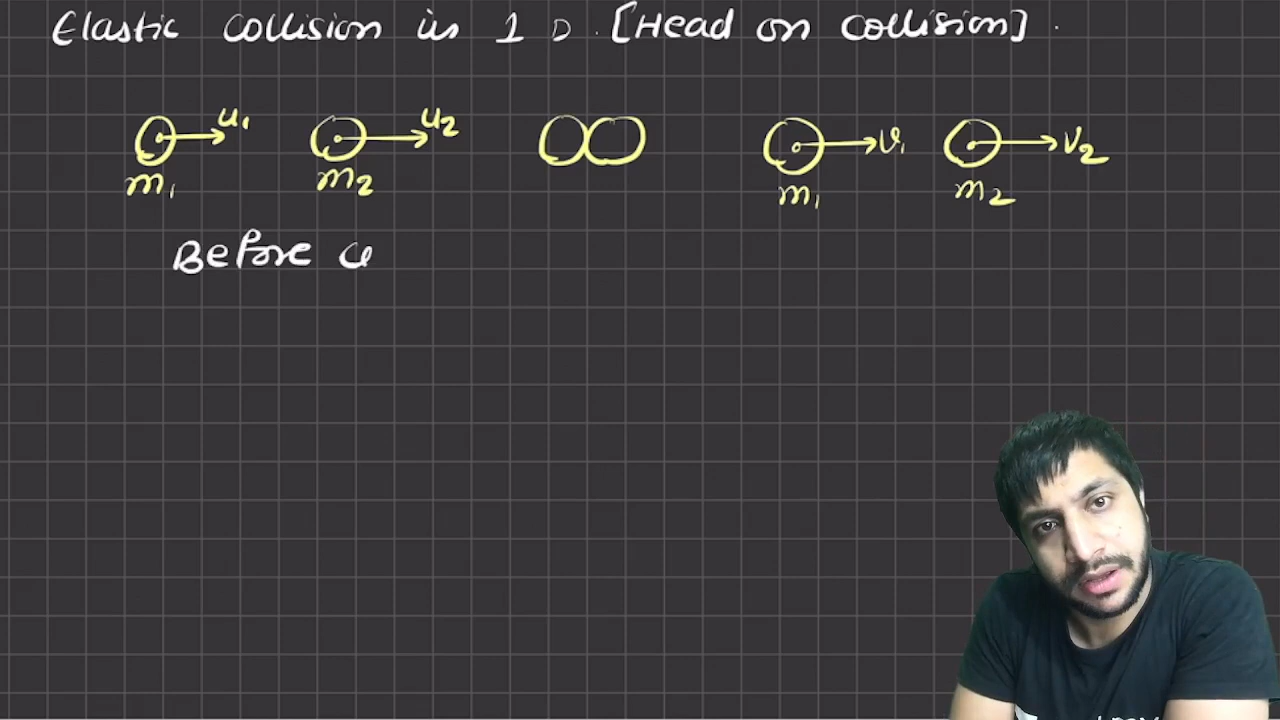 Elastic collision in 1 D. [Head on collision].
u1 u2 v1 v2
m1 m2 m1 m2
Before